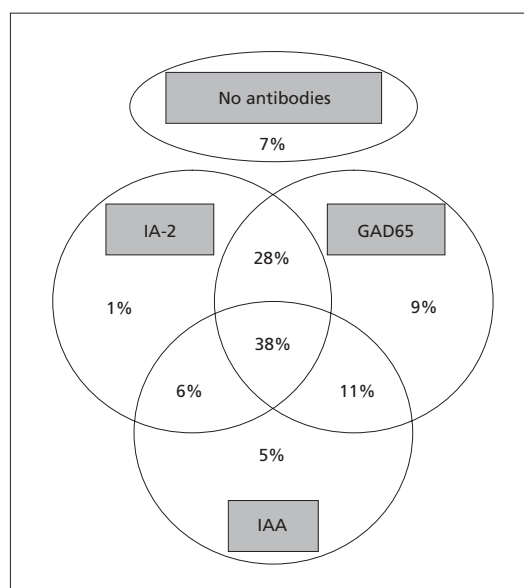 No antibodies
7%
IA-2
GAD65
28%
1%
9%
38%
6%
11%
5%
IAA